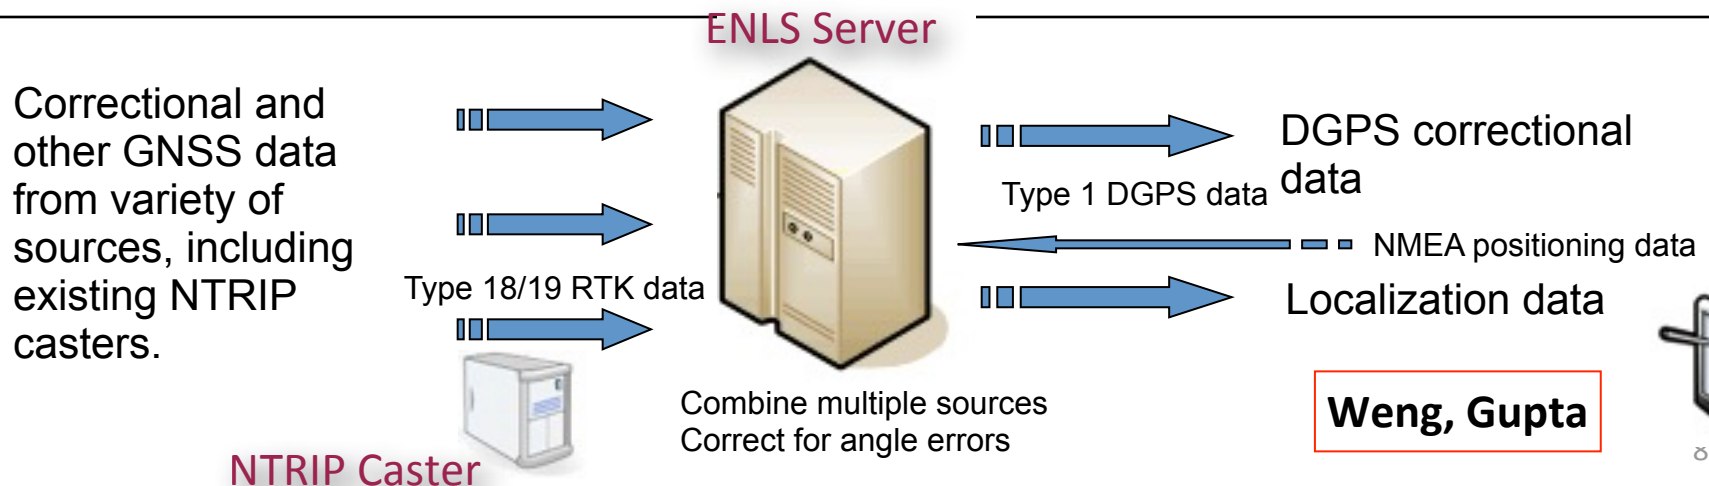 ENLS Server
Correctional and
other GNSS data
from variety of
sources, including
existing NTRIP
casters.
Type 18/19 RTK data
NTRIP Caster
Combine multiple sources
Correct for angle errors
DGPS correctional
data
Type 1 DGPS data
NMEA positioning data
Localization data
Weng, Gupta